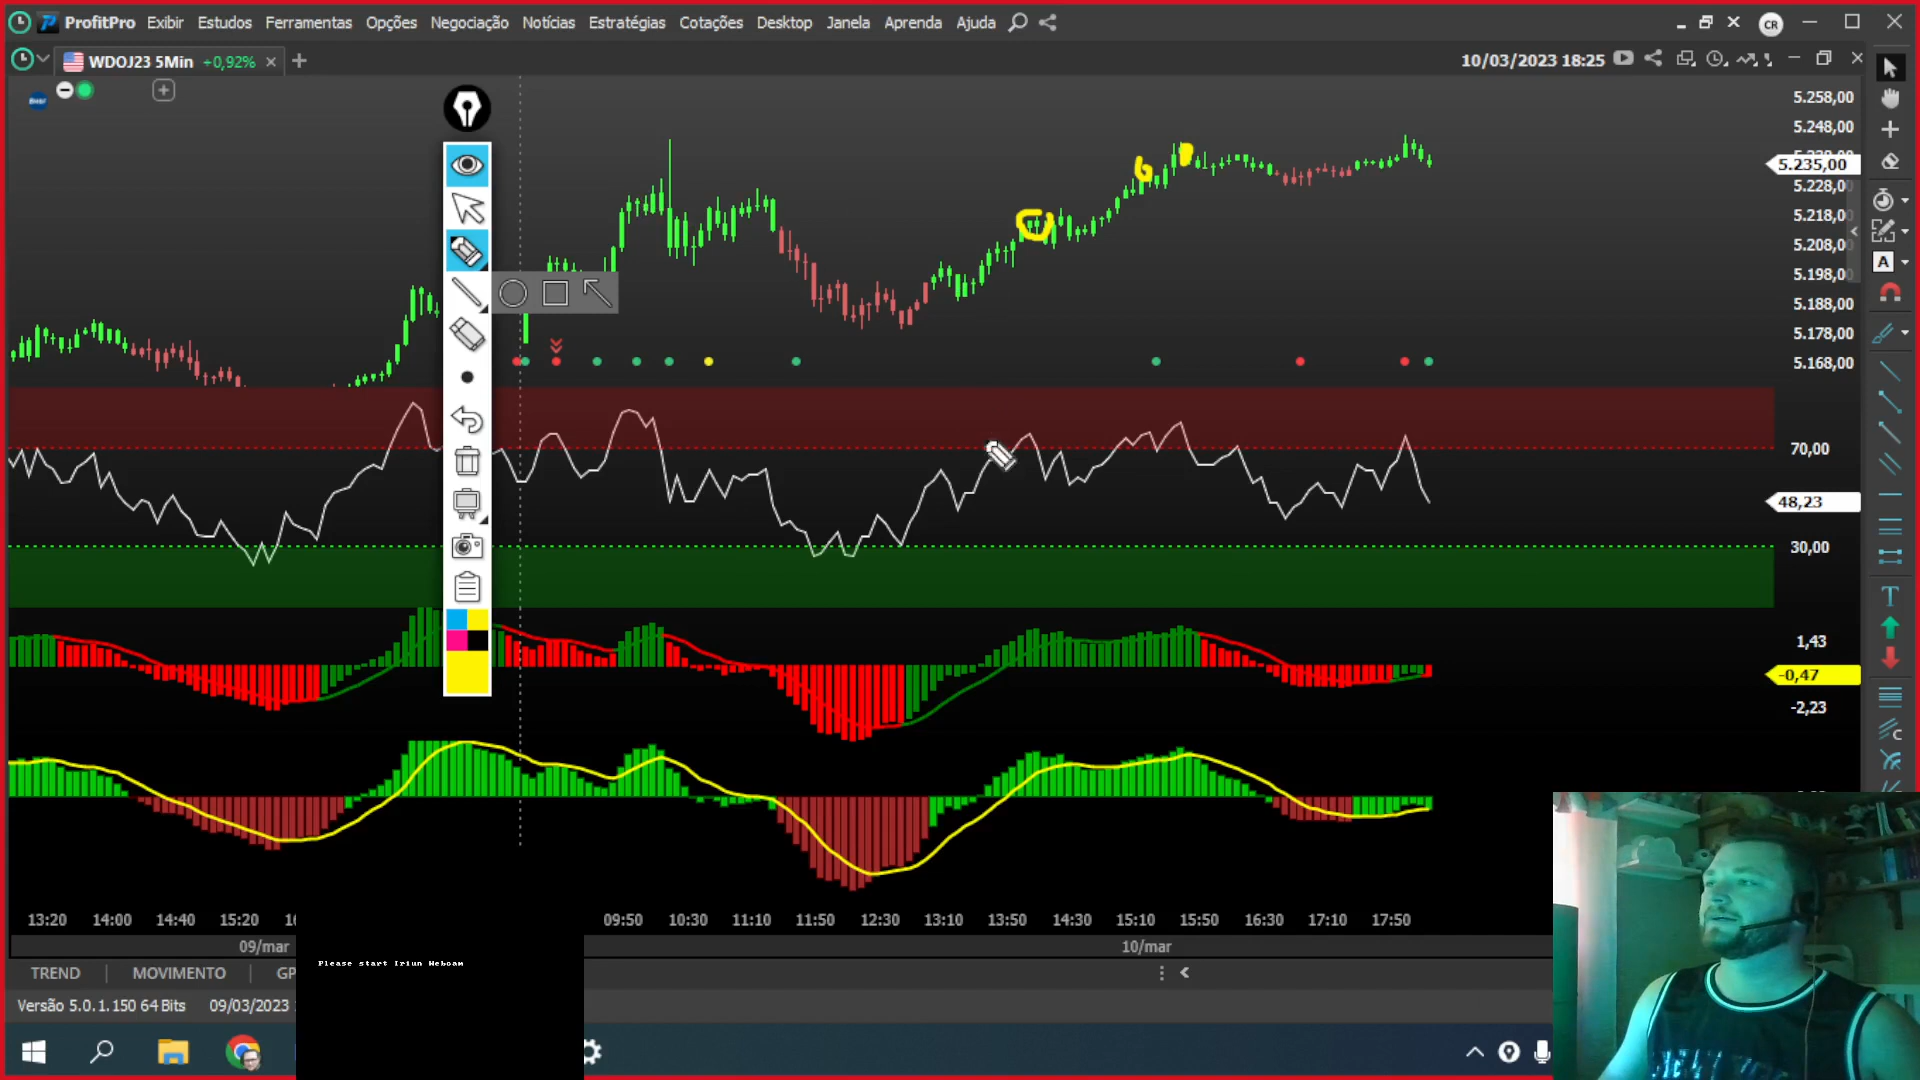 ProfitPro Exibir Estudos Ferramentas Opções Negociação Notícias Estratégias Cotações Desktop Janela Aprenda Ajuda CR
WDOJ23 5Min +0,92% 10/03/2023 18:25
5.258,00
5.248,00
5.235,00
5.228,00
5.218,00
5.208,00
5.198,00
5.188,00
5.178,00
5.168,00
A
70,00
48,23
30,00
T
1,43
-0,47
-2,23
C
13:20 14:00 14:40 15:20 09:50 10:30 11:10 11:50 12:30 13:10 13:50 14:30 15:10 15:50 16:30 17:10 17:50
09/mar 10/mar
Please start Iriun Webcam
TREND MOVIMENTO
Versão 5.0.1.150 64 Bits 09/03/2023